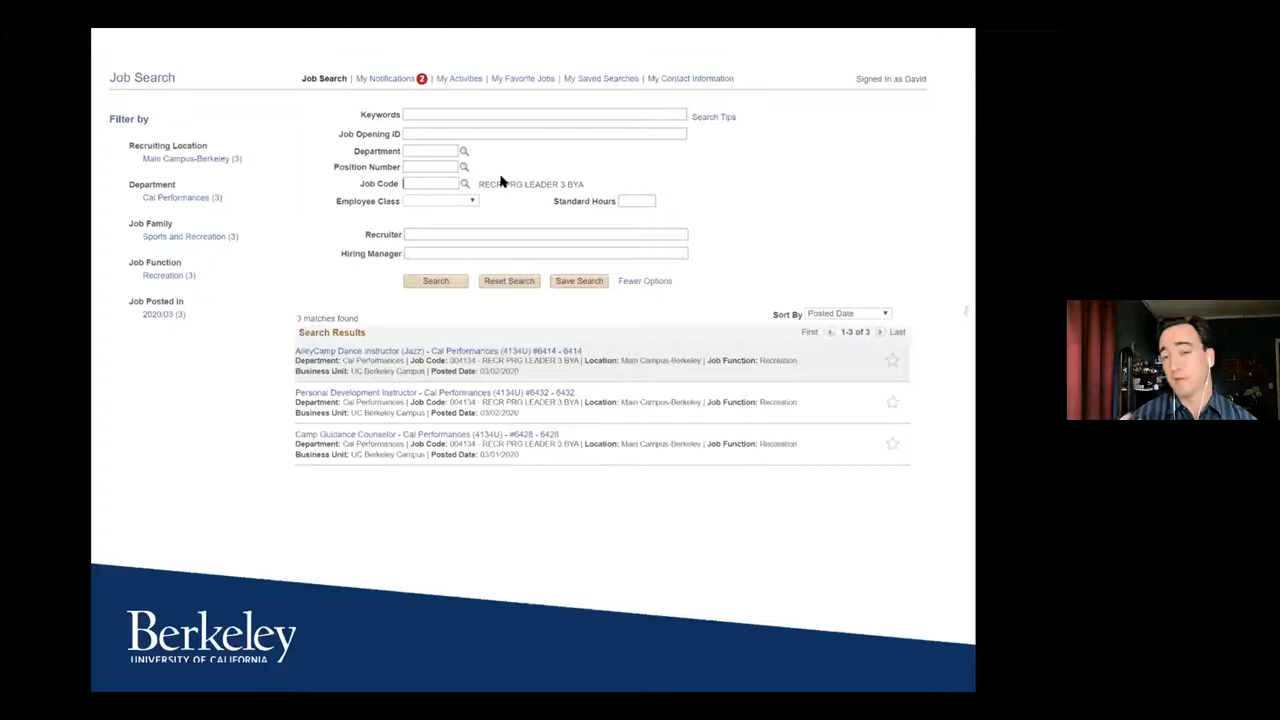 Job Search
Job Search | My Notifications 2 | My Activities | My Favorite Jobs | My Saved Searches | My Contact Information
Signed In as David
Filter by
Recruiting Location
Main Campus-Berkeley (3)
Department
Cal Performances (3)
Job Family
Sports and Recreation (3)
Job Function
Recreation (3)
Job Posted In
2020/03 (3)
Keywords
Search Tips
Job Opening ID
Department
Position Number
Job Code RECR PRG LEADER 3 BYA
Employee Class
Standard Hours
Recruiter
Hiring Manager
Search Reset Search Save Search Fewer Options
3 matches found
Sort By Posted Date
Search Results
First 1-3 of 3 Last
AileyCamp Dance Instructor (Jazz) - Cal Performances (4134U) #6414 - 6414
Department: Cal Performances | Job Code: 004134 - RECR PRG LEADER 3 BYA | Location: Main Campus-Berkeley | Job Function: Recreation
Business Unit: UC Berkeley Campus | Posted Date: 03/02/2020
Personal Development Instructor - Cal Performances (4134U) #6432 - 6432
Department: Cal Performances | Job Code: 004134 - RECR PRG LEADER 3 BYA | Location: Main Campus-Berkeley | Job Function: Recreation
Business Unit: UC Berkeley Campus | Posted Date: 03/02/2020
Camp Guidance Counselor - Cal Performances (4134U) - #6428 - 6428
Department: Cal Performances | Job Code: 004134 - RECR PRG LEADER 3 BYA | Location: Main Campus-Berkeley | Job Function: Recreation
Business Unit: UC Berkeley Campus | Posted Date: 03/01/2020
Berkeley
UNIVERSITY OF CALIFORNIA